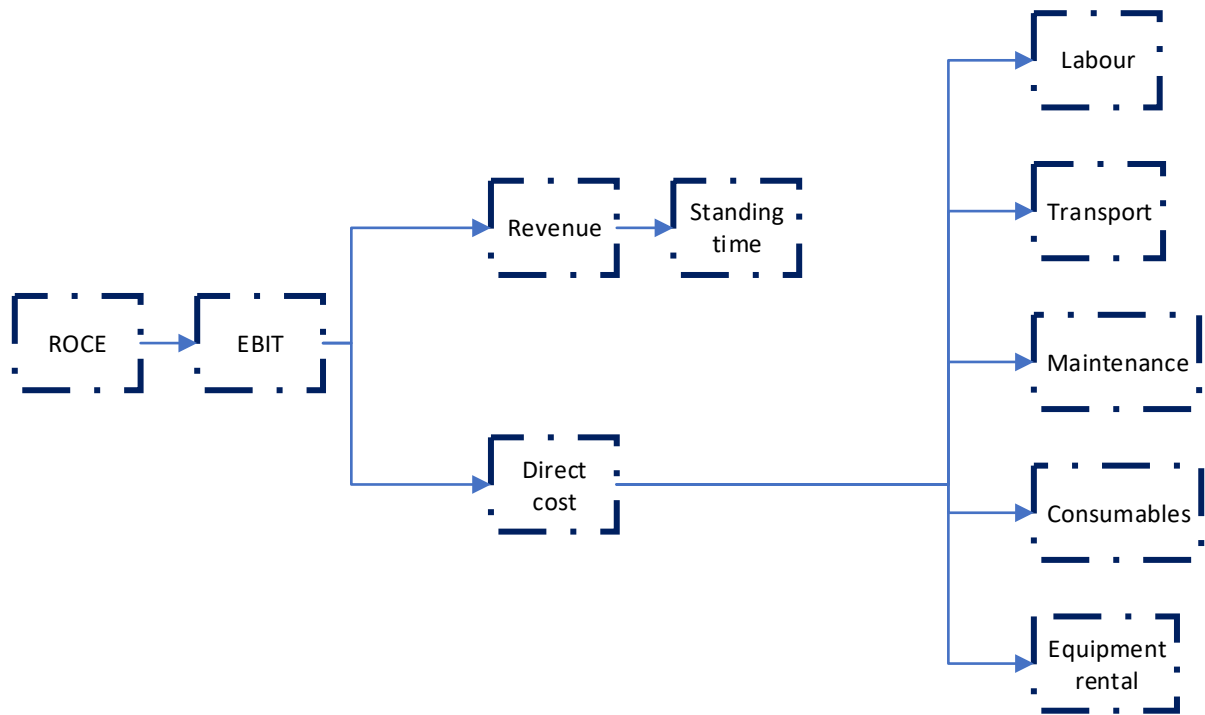 ROCE
EBIT
Revenue
Standing
time
Direct
cost
Labour
Transport
Maintenance
Consumables
Equipment
rental